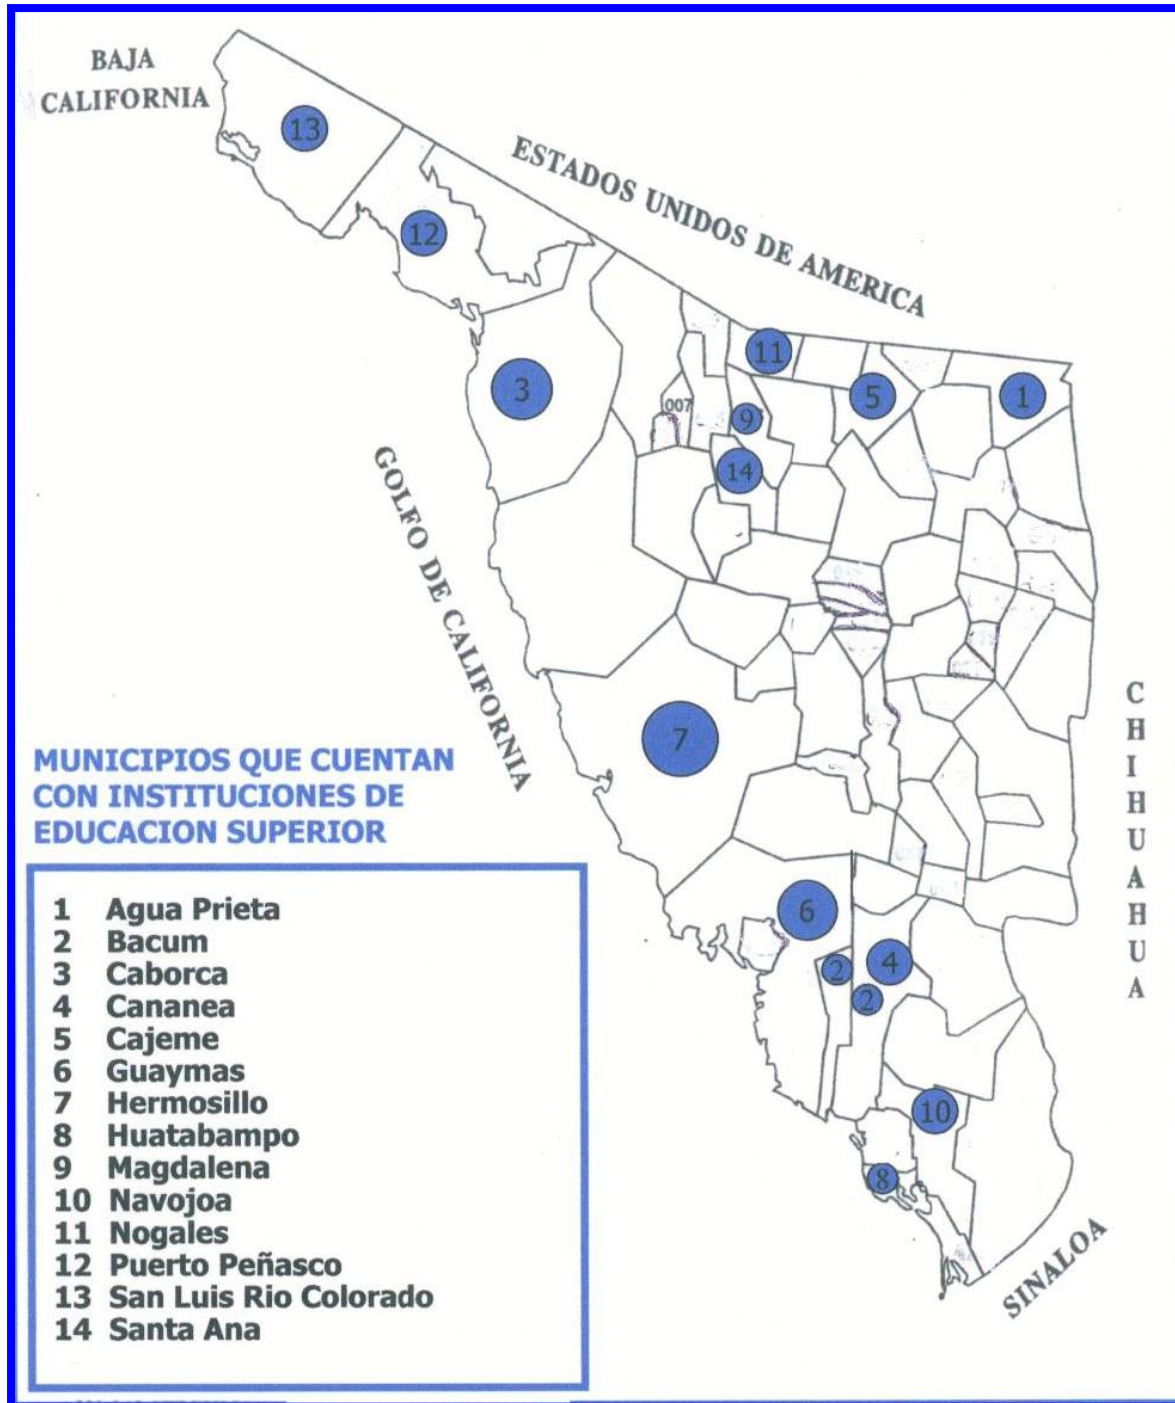 BAJA
CALIFORNIA
13
ESTADOS UNIDOS DE AMERICA
12
11
3
5
1
007
9
14
GOLFO DE CALIFORNIA
7
CHIHUAHUA
MUNICIPIOS QUE CUENTAN
CON INSTITUCIONES DE
EDUCACION SUPERIOR
6
2
4
2
10
8
SINALOA
1 Agua Prieta
2 Bacum
3 Caborca
4 Cananea
5 Cajeme
6 Guaymas
7 Hermosillo
8 Huatabampo
9 Magdalena
10 Navojoa
11 Nogales
12 Puerto Peñasco
13 San Luis Rio Colorado
14 Santa Ana